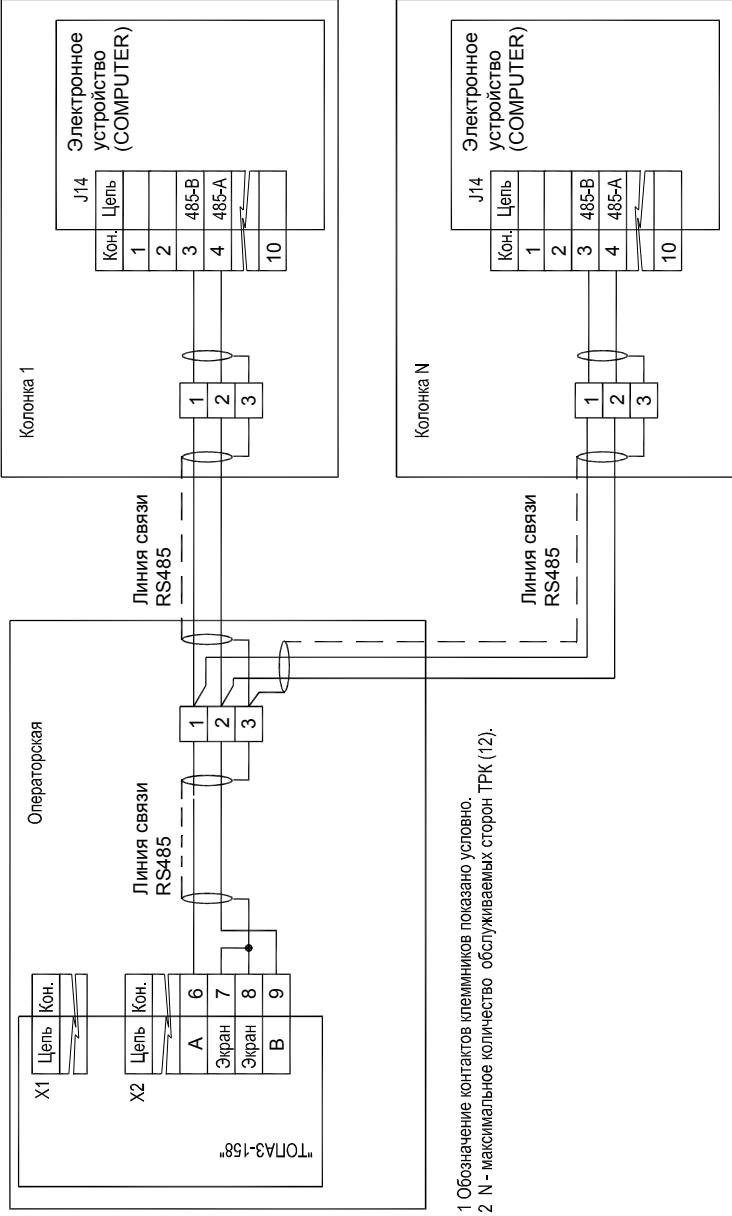 Операторская
"ТОПАЗ-158"
X1
Цепь Кон.
X2
Цепь Кон.
A 6
Экран 7
Экран 8
B 9
Линия связи
RS485
1
2
3
Линия связи
RS485
Колонка 1
1
2
3
J14
Кон. Цепь
1
2
3 485-B
4 485-A
10
Электронное
устройство
(COMPUTER)
Линия связи
RS485
Колонка N
1
2
3
J14
Кон. Цепь
1
2
3 485-B
4 485-A
10
Электронное
устройство
(COMPUTER)
1 Обозначение контактов клеммников показано условно.
2 N - максимальное количество обслуживаемых сторон ТРК (12).